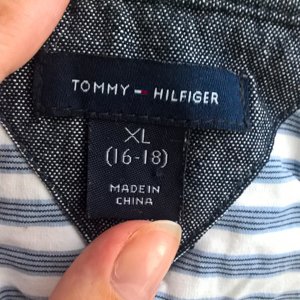 TOMMY HILFIGER
XL
(16-18)
MADE IN
CHINA